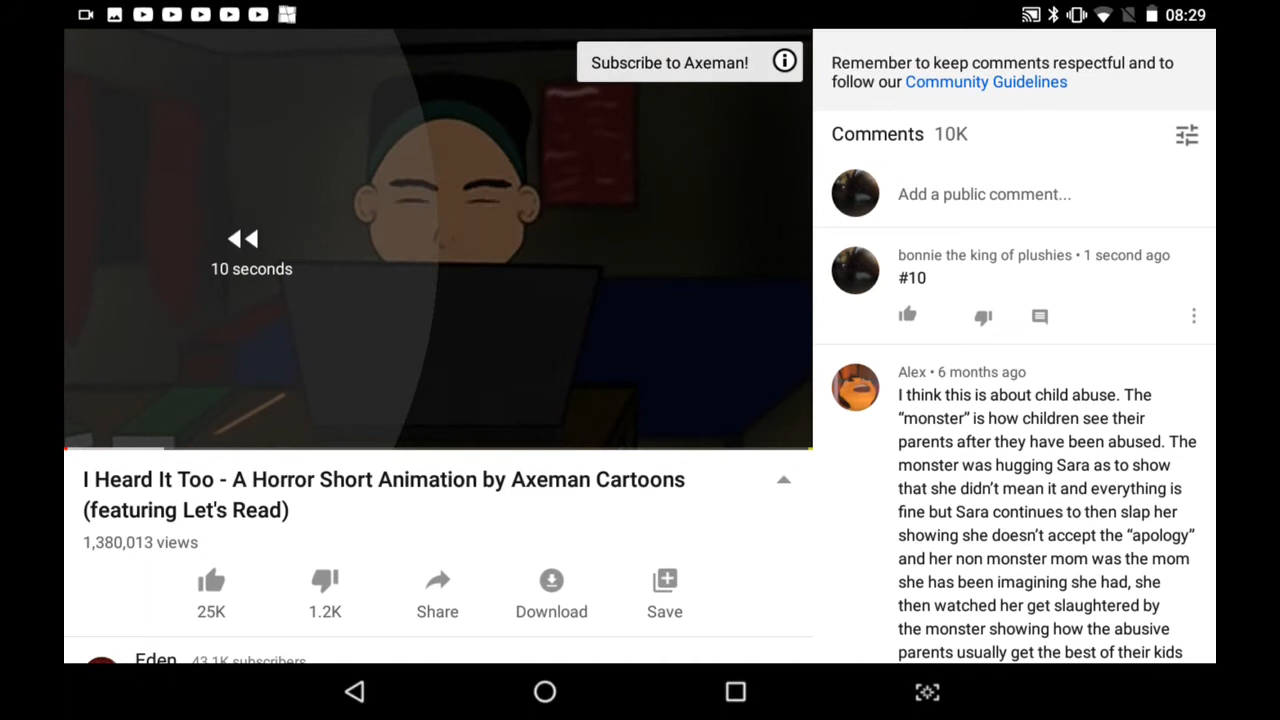 08:29
Subscribe to Axeman!
10 seconds
I Heard It Too - A Horror Short Animation by Axeman Cartoons
(featuring Let's Read)
1,380,013 views
25K
1.2K
Share
Download
Save
Eden 43.1K subscribers
Remember to keep comments respectful and to
follow our Community Guidelines
Comments 10K
Add a public comment...
bonnie the king of plushies • 1 second ago
#10
Alex • 6 months ago
I think this is about child abuse. The
“monster” is how children see their
parents after they have been abused. The
monster was hugging Sara as to show
that she didn’t mean it and everything is
fine but Sara continues to then slap her
showing she doesn’t accept the “apology”
and her non monster mom was the mom
she has been imagining she had, she
then watched her get slaughtered by
the monster showing how the abusive
parents usually get the best of their kids